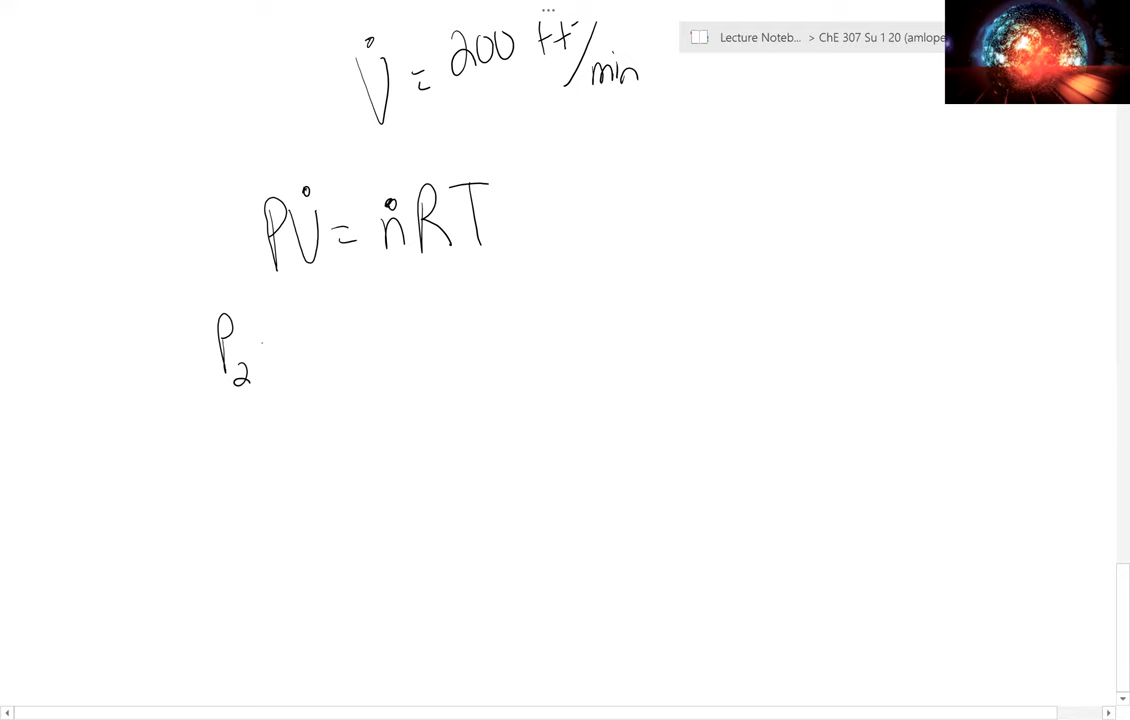 ...
Lecture Noteb... > ChE 307 Su 1 20 (amlope
V̇ = 200 ft³/min
PV̇ = ṅRT
P₂